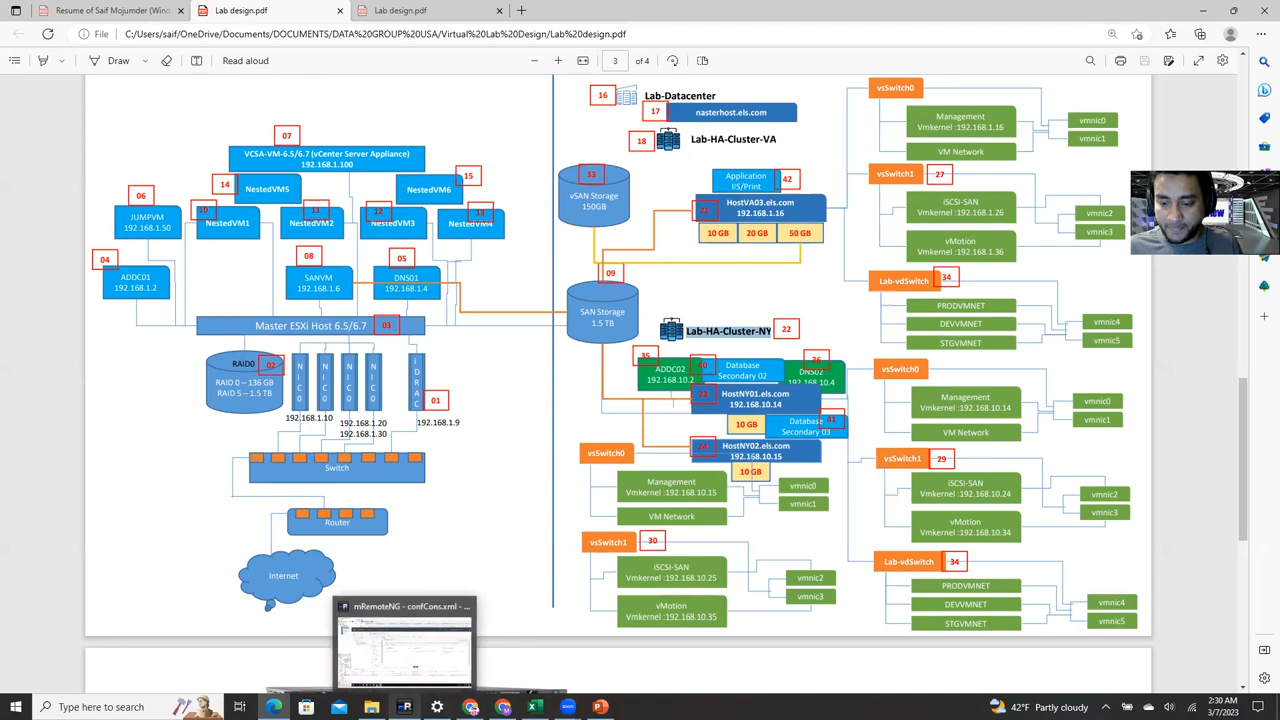 Resume of Saif Mojumder (Wind
Lab design.pdf
Lab design.pdf
File
C:/Users/saif/OneDrive/Documents/DOCUMENTS/DATA%20GROUP%20USA/Virtual%20Lab%20Design/Lab%20design.pdf
Draw
Read aloud
3
of 4
07
VCSA-VM-6.5/6.7 (vCenter Server Appliance)
192.168.1.100
14
NestedVM5
NestedVM6
15
06
JUMPVM
192.168.1.50
10
NestedVM1
11
NestedVM2
12
NestedVM3
13
NestedVM4
04
ADDC01
192.168.1.2
08
SANVM
192.168.1.6
05
DNS01
192.168.1.4
Master ESXi Host 6.5/6.7
03
RAID0
02
RAID 0 – 136 GB
RAID 5 – 1.5 TB
NIC0
NIC0
NIC0
NIC0
iDRAC
01
192.168.1.10
192.168.1.20
192.168.1.30
192.168.1.9
Switch
Router
Internet
16
Lab-Datacenter
17
nasterhost.els.com
18
Lab-HA-Cluster-VA
33
vSAN Storage
150GB
Application
IIS/Print
42
HostVA03.els.com
192.168.1.16
10 GB
20 GB
50 GB
09
SAN Storage
1.5 TB
Lab-HA-Cluster-NY
22
35
ADDC02
192.168.10.2
40
Database
Secondary 02
36
DNS02
192.168.10.4
HostNY01.els.com
192.168.10.14
10 GB
Database
Secondary 03
41
HostNY02.els.com
192.168.10.15
10 GB
vsSwitch0
Management
Vmkernel :192.168.10.15
VM Network
vmnic0
vmnic1
vsSwitch1
30
iSCSI-SAN
Vmkernel :192.168.10.25
vMotion
Vmkernel :192.168.10.35
vmnic2
vmnic3
vsSwitch0
Management
Vmkernel :192.168.1.16
VM Network
vmnic0
vmnic1
vsSwitch1
27
iSCSI-SAN
Vmkernel :192.168.1.26
vMotion
Vmkernel :192.168.1.36
vmnic2
vmnic3
Lab-vdSwitch
34
PRODVMNET
DEVVMNET
STGVMNET
vmnic4
vmnic5
vsSwitch0
Management
Vmkernel :192.168.10.14
VM Network
vmnic0
vmnic1
vsSwitch1
29
iSCSI-SAN
Vmkernel :192.168.10.24
vMotion
Vmkernel :192.168.10.34
vmnic2
vmnic3
Lab-vdSwitch
34
PRODVMNET
DEVVMNET
STGVMNET
vmnic4
vmnic5
mRemoteNG - confCons.xml - ...
Type here to search
42°F Partly cloudy
2:30 AM
3/7/2023